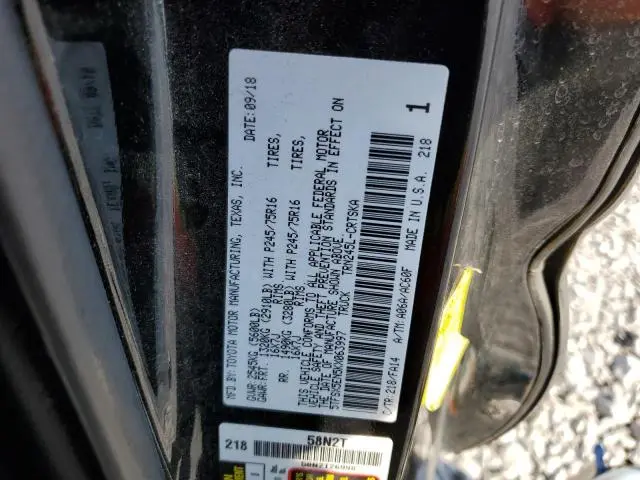 MFD. BY: TOYOTA MOTOR MANUFACTURING, TEXAS, INC. DATE: 09/18
GVWR 2545KG (5600LB)
GAWR FRT. 1320KG (2910LB) WITH P245/75R16 TIRES,
16X7J RIMS
RR. 1490KG (3280LB) WITH P245/75R16 TIRES,
16X7J RIMS
THIS VEHICLE CONFORMS TO ALL APPLICABLE FEDERAL MOTOR
VEHICLE SAFETY AND THEFT PREVENTION STANDARDS IN EFFECT ON
THE DATE OF MANUFACTURE SHOWN ABOVE.
5TFSX5EN5KX063997 TRUCK TRN245L-CRTSKA
C/TR:218/FA14 A/TM:A06A/AC60F MADE IN U.S.A. 218
1
218
58N2T